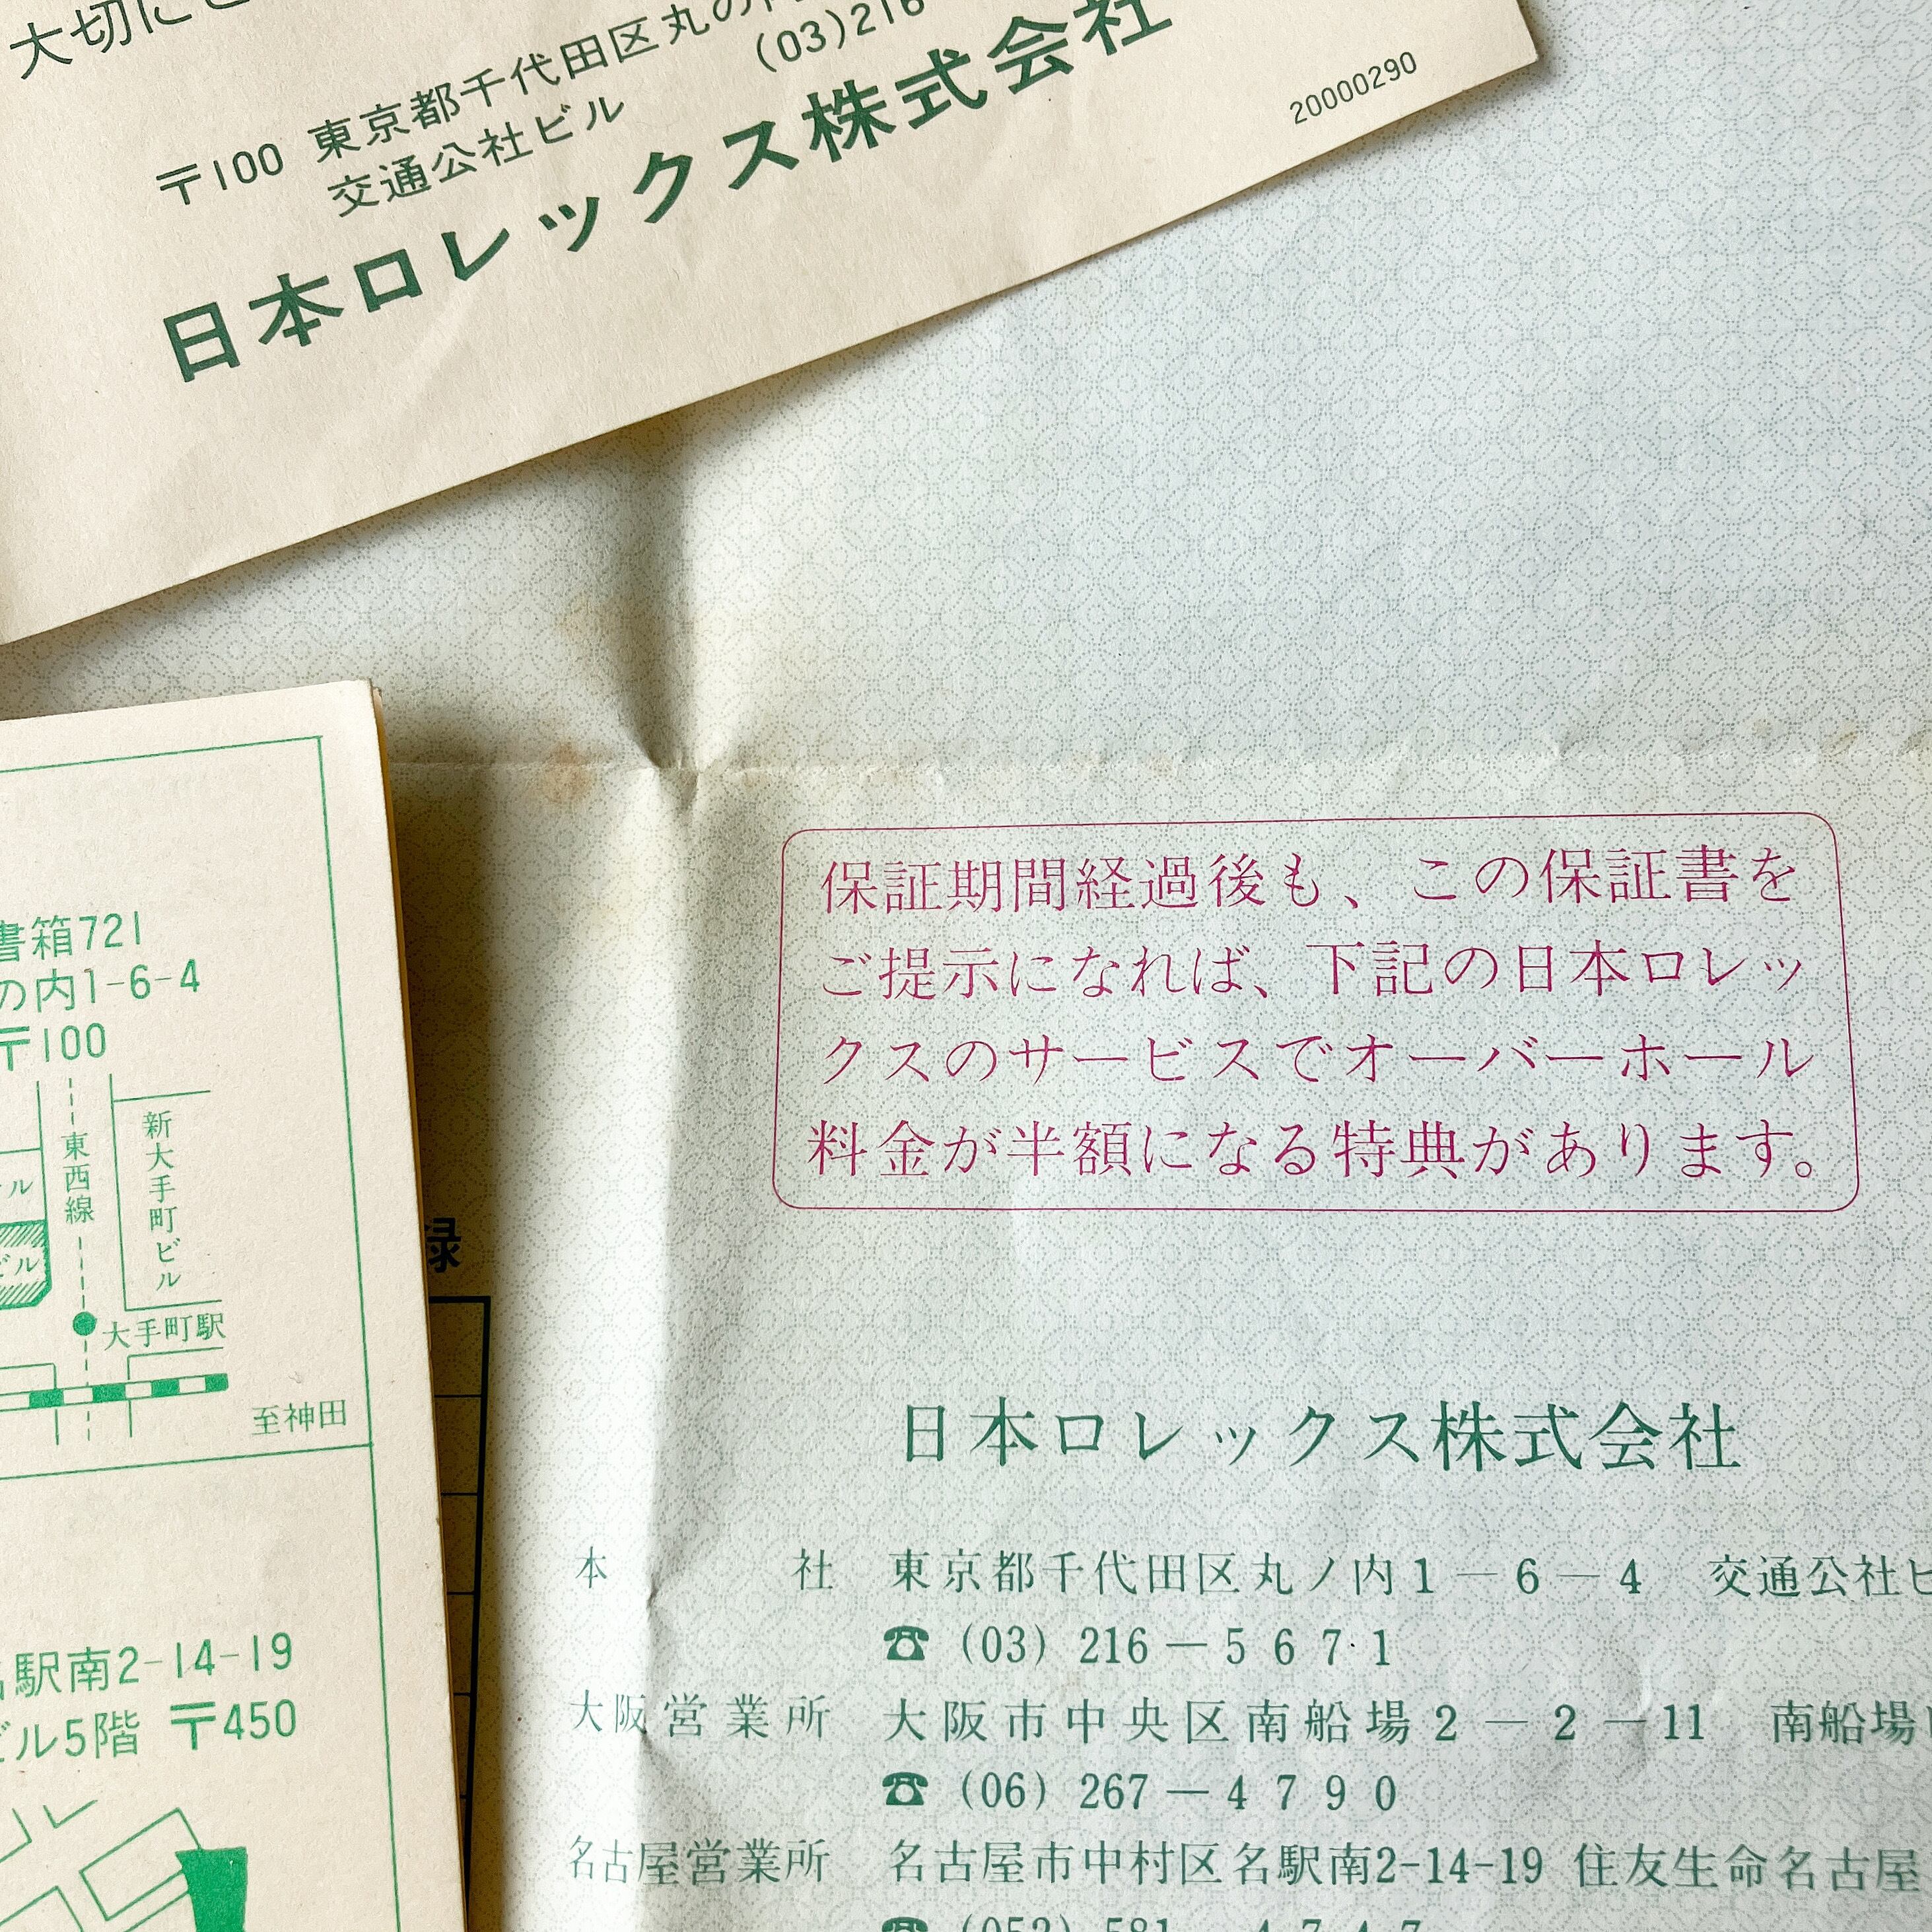 大切に
〒100 東京都千代田区丸の内
交通公社ビル (03)216
日本ロレックス株式会社
20000290
書箱721
の内1-6-4
〒100
東西線
新大手町ビル
ル
ビル
大手町駅
至神田
名駅南2-14-19
ビル5階 〒450
録
保証期間経過後も、この保証書を
ご提示になれば、下記の日本ロレッ
クスのサービスでオーバーホール
料金が半額になる特典があります。
日本ロレックス株式会社
本 社 東京都千代田区丸ノ内1－6－4 交通公社ビ
☎ (03) 216－5671
大阪営業所 大阪市中央区南船場2－2－11 南船場
☎ (06) 267－4790
名古屋営業所 名古屋市中村区名駅南2-14-19 住友生命名古屋
☎ (052) 581－4747